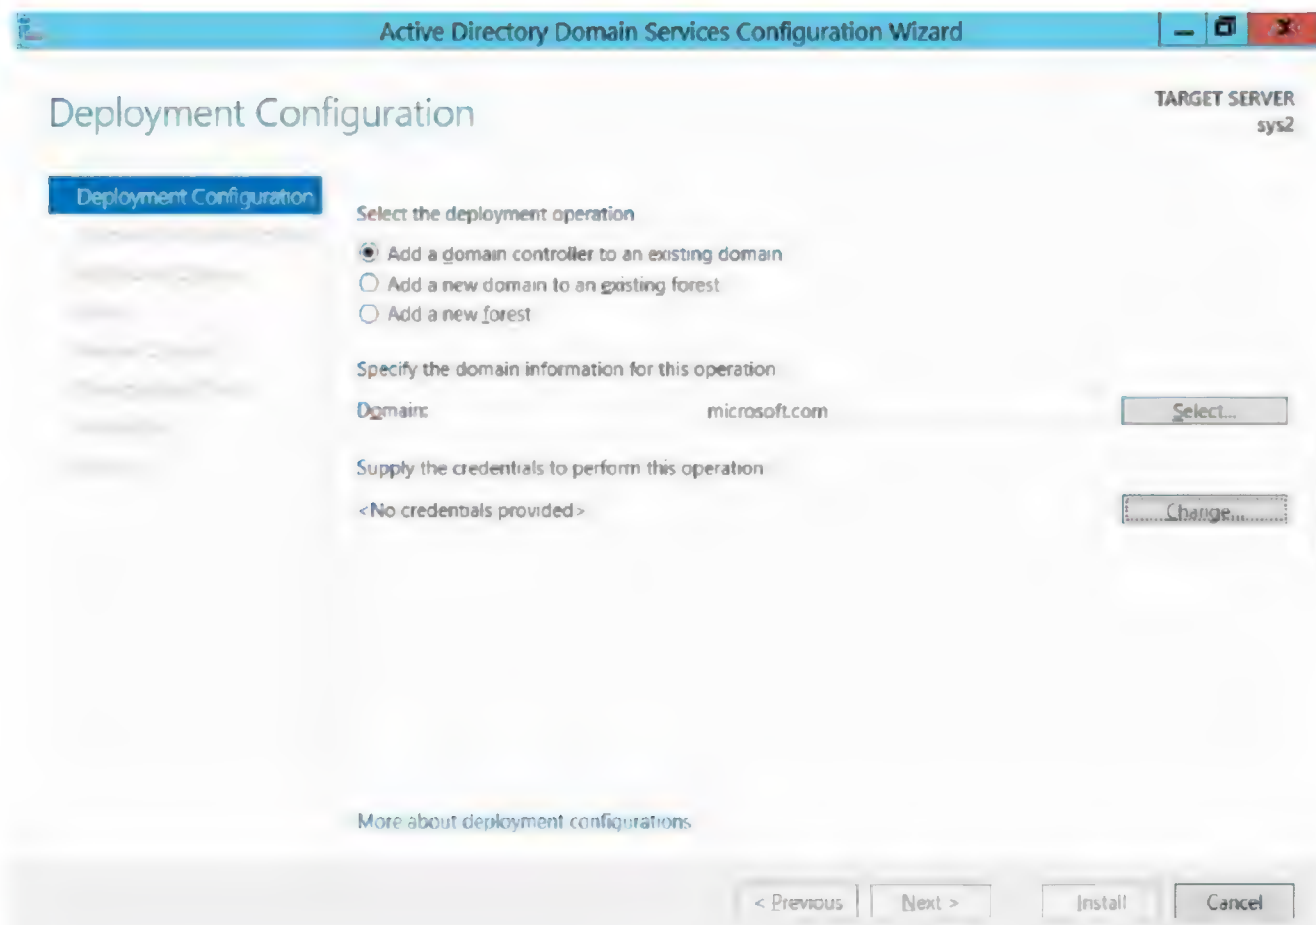 Active Directory Domain Services Configuration Wizard
Deployment Configuration
TARGET SERVER
sys2
Deployment Configuration
Select the deployment operation
Add a domain controller to an existing domain
Add a new domain to an existing forest
Add a new forest
Specify the domain information for this operation
Domain:
microsoft.com
Select...
Supply the credentials to perform this operation
<No credentials provided>
Change...
More about deployment configurations
< Previous
Next >
Install
Cancel